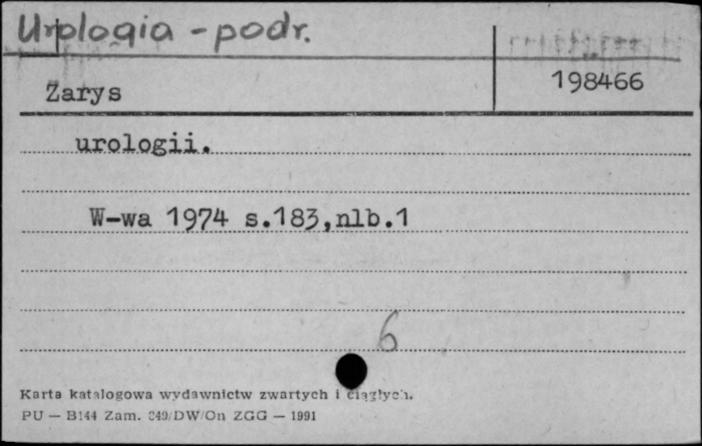 Urologia - podr.
Zarys
198466
urologii.
W-wa 1974 s.183,nlb.1
6
Karta katalogowa wydawnictw zwartych i ciągłych.
PU — B144 Zam. 349/DW/On ZGG — 1991